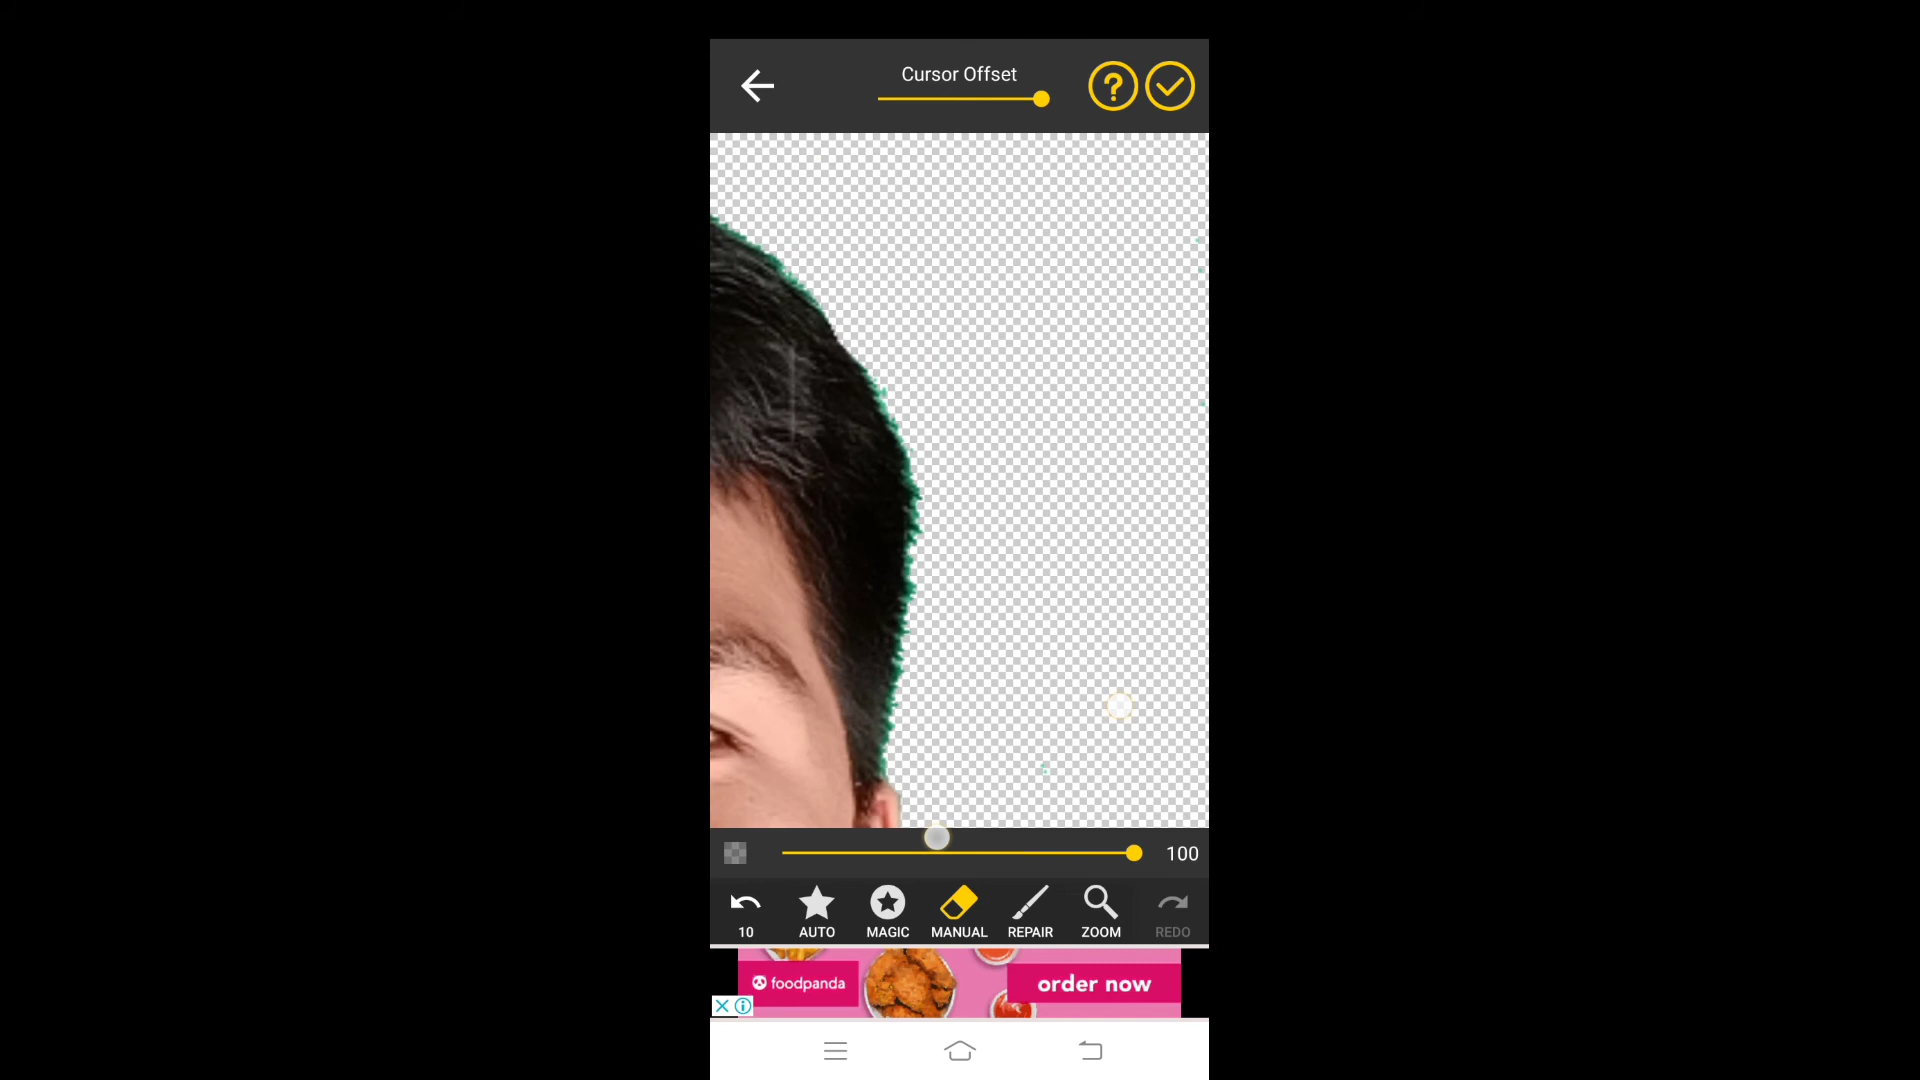 Cursor Offset
100
10
AUTO
MAGIC
MANUAL
REPAIR
ZOOM
REDO
foodpanda
order now